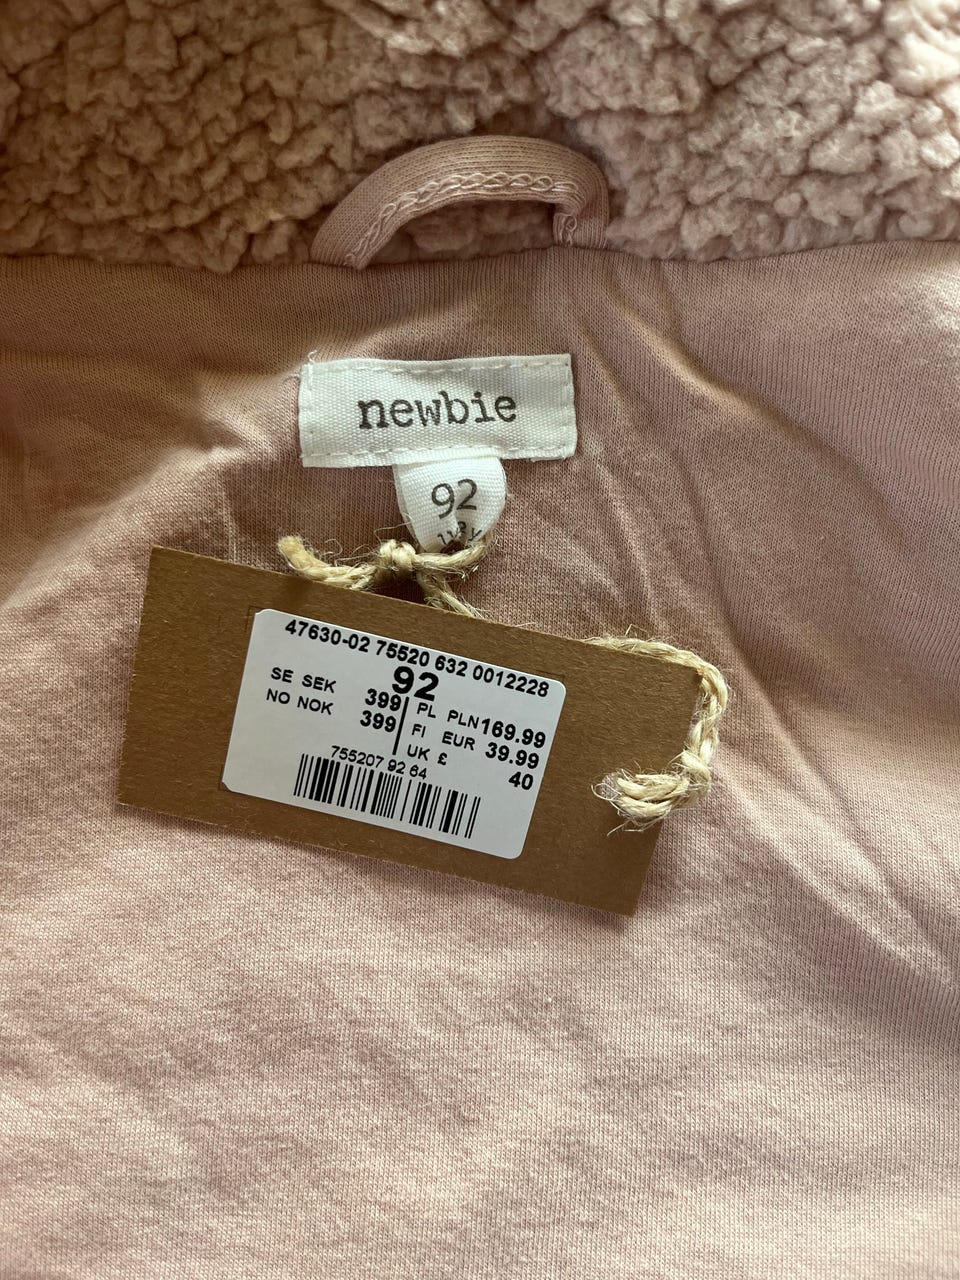 newbie
92
47630-02 75520 632 0012228
92
SE SEK 399
NO NOK 399
PL PLN 169.99
FI EUR 39.99
UK £ 40
755207 92 64